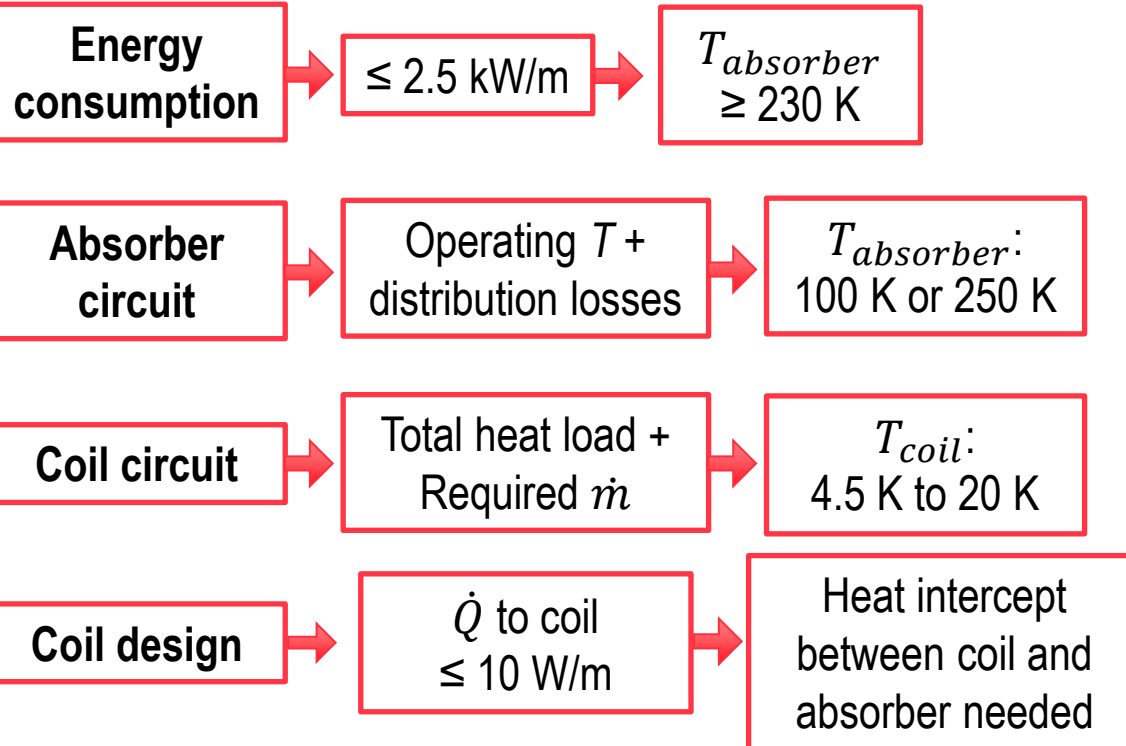 Energy
consumption
≤ 2.5 kW/m
T_absorber
≥ 230 K
Absorber
circuit
Operating T +
distribution losses
T_absorber:
100 K or 250 K
Coil circuit
Total heat load +
Required ṁ
T_coil:
4.5 K to 20 K
Coil design
Q̇ to coil
≤ 10 W/m
Heat intercept
between coil and
absorber needed